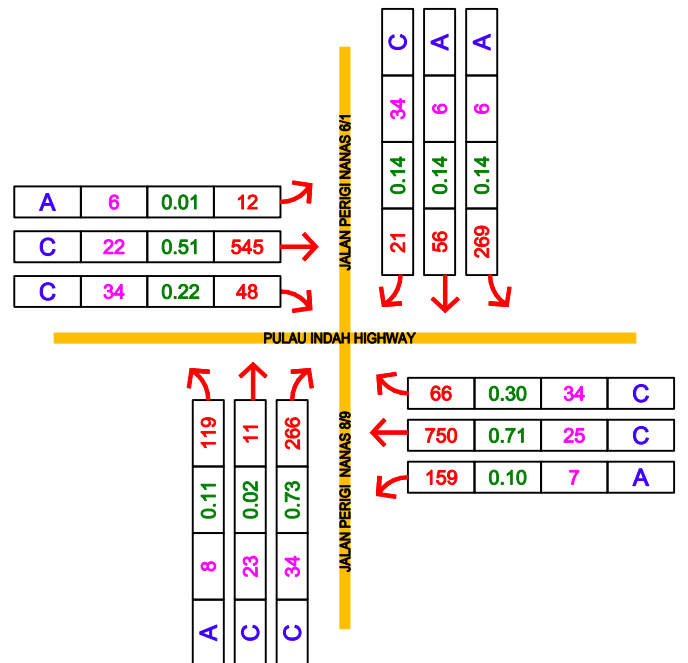 C A A
34 6 6
0.14 0.14 0.14
21 56 269
JALAN PERIGI NANAS 6/1
A 6 0.01 12
C 22 0.51 545
C 34 0.22 48
PULAU INDAH HIGHWAY
66 0.30 34 C
750 0.71 25 C
159 0.10 7 A
JALAN PERIGI NANAS 8/9
119 11 266
0.11 0.02 0.73
8 23 34
A C C